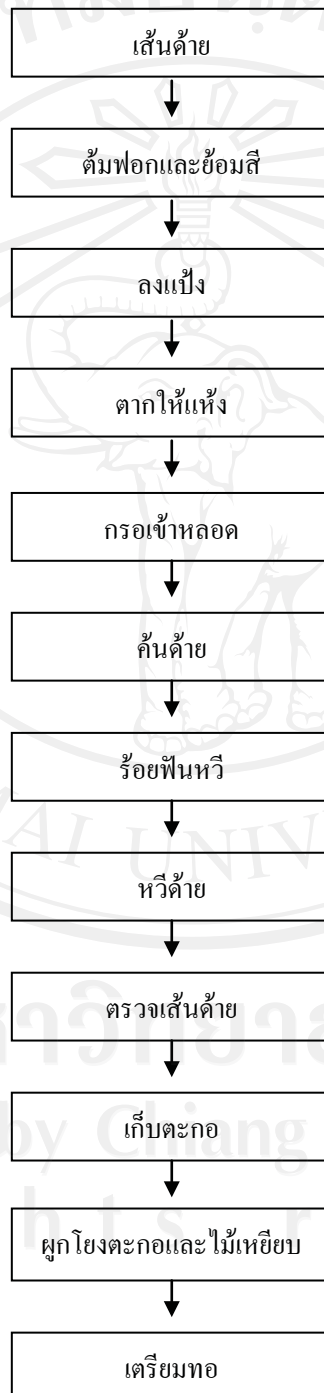 เส้นด้าย
ต้มฟอกและย้อมสี
ลงแป้ง
ตากให้แห้ง
กรอเข้าหลอด
ค้นด้าย
ร้อยฟันหวี
หวีด้าย
ตรวจเส้นด้าย
เก็บตะกอ
ผูกโยงตะกอและไม้เหยียบ
เตรียมทอ